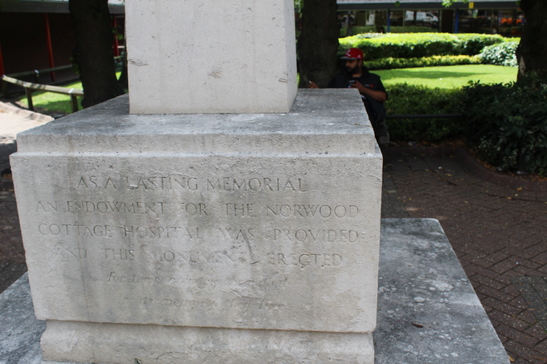 AS A LASTING MEMORIAL
AN ENDOWMENT FOR THE NORWOOD
COTTAGE HOSPITAL WAS PROVIDED
AND THIS MONUMENT ERECTED